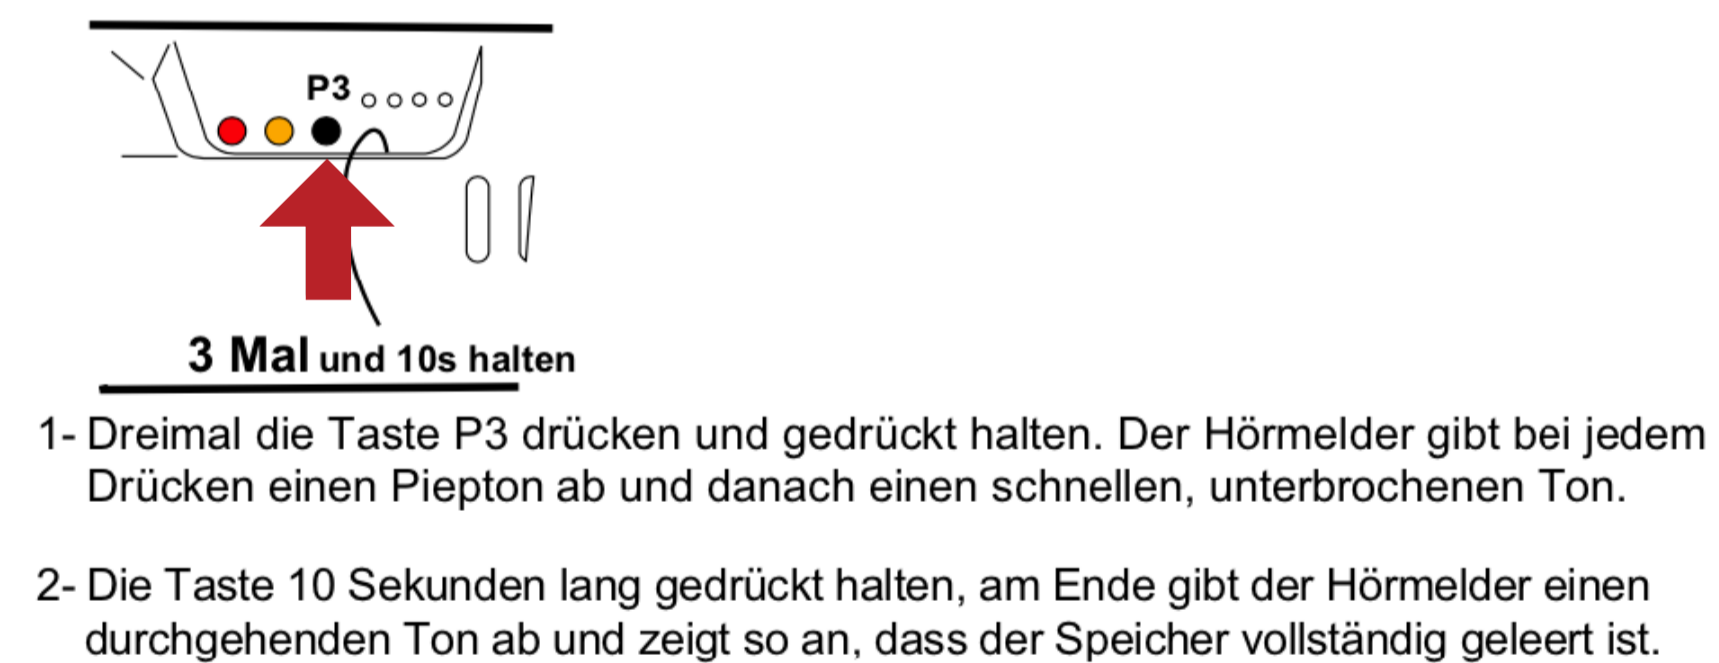 P3
3 Mal und 10s halten
1- Dreimal die Taste P3 drücken und gedrückt halten. Der Hörmelder gibt bei jedem
Drücken einen Piepton ab und danach einen schnellen, unterbrochenen Ton.
2- Die Taste 10 Sekunden lang gedrückt halten, am Ende gibt der Hörmelder einen
durchgehenden Ton ab und zeigt so an, dass der Speicher vollständig geleert ist.